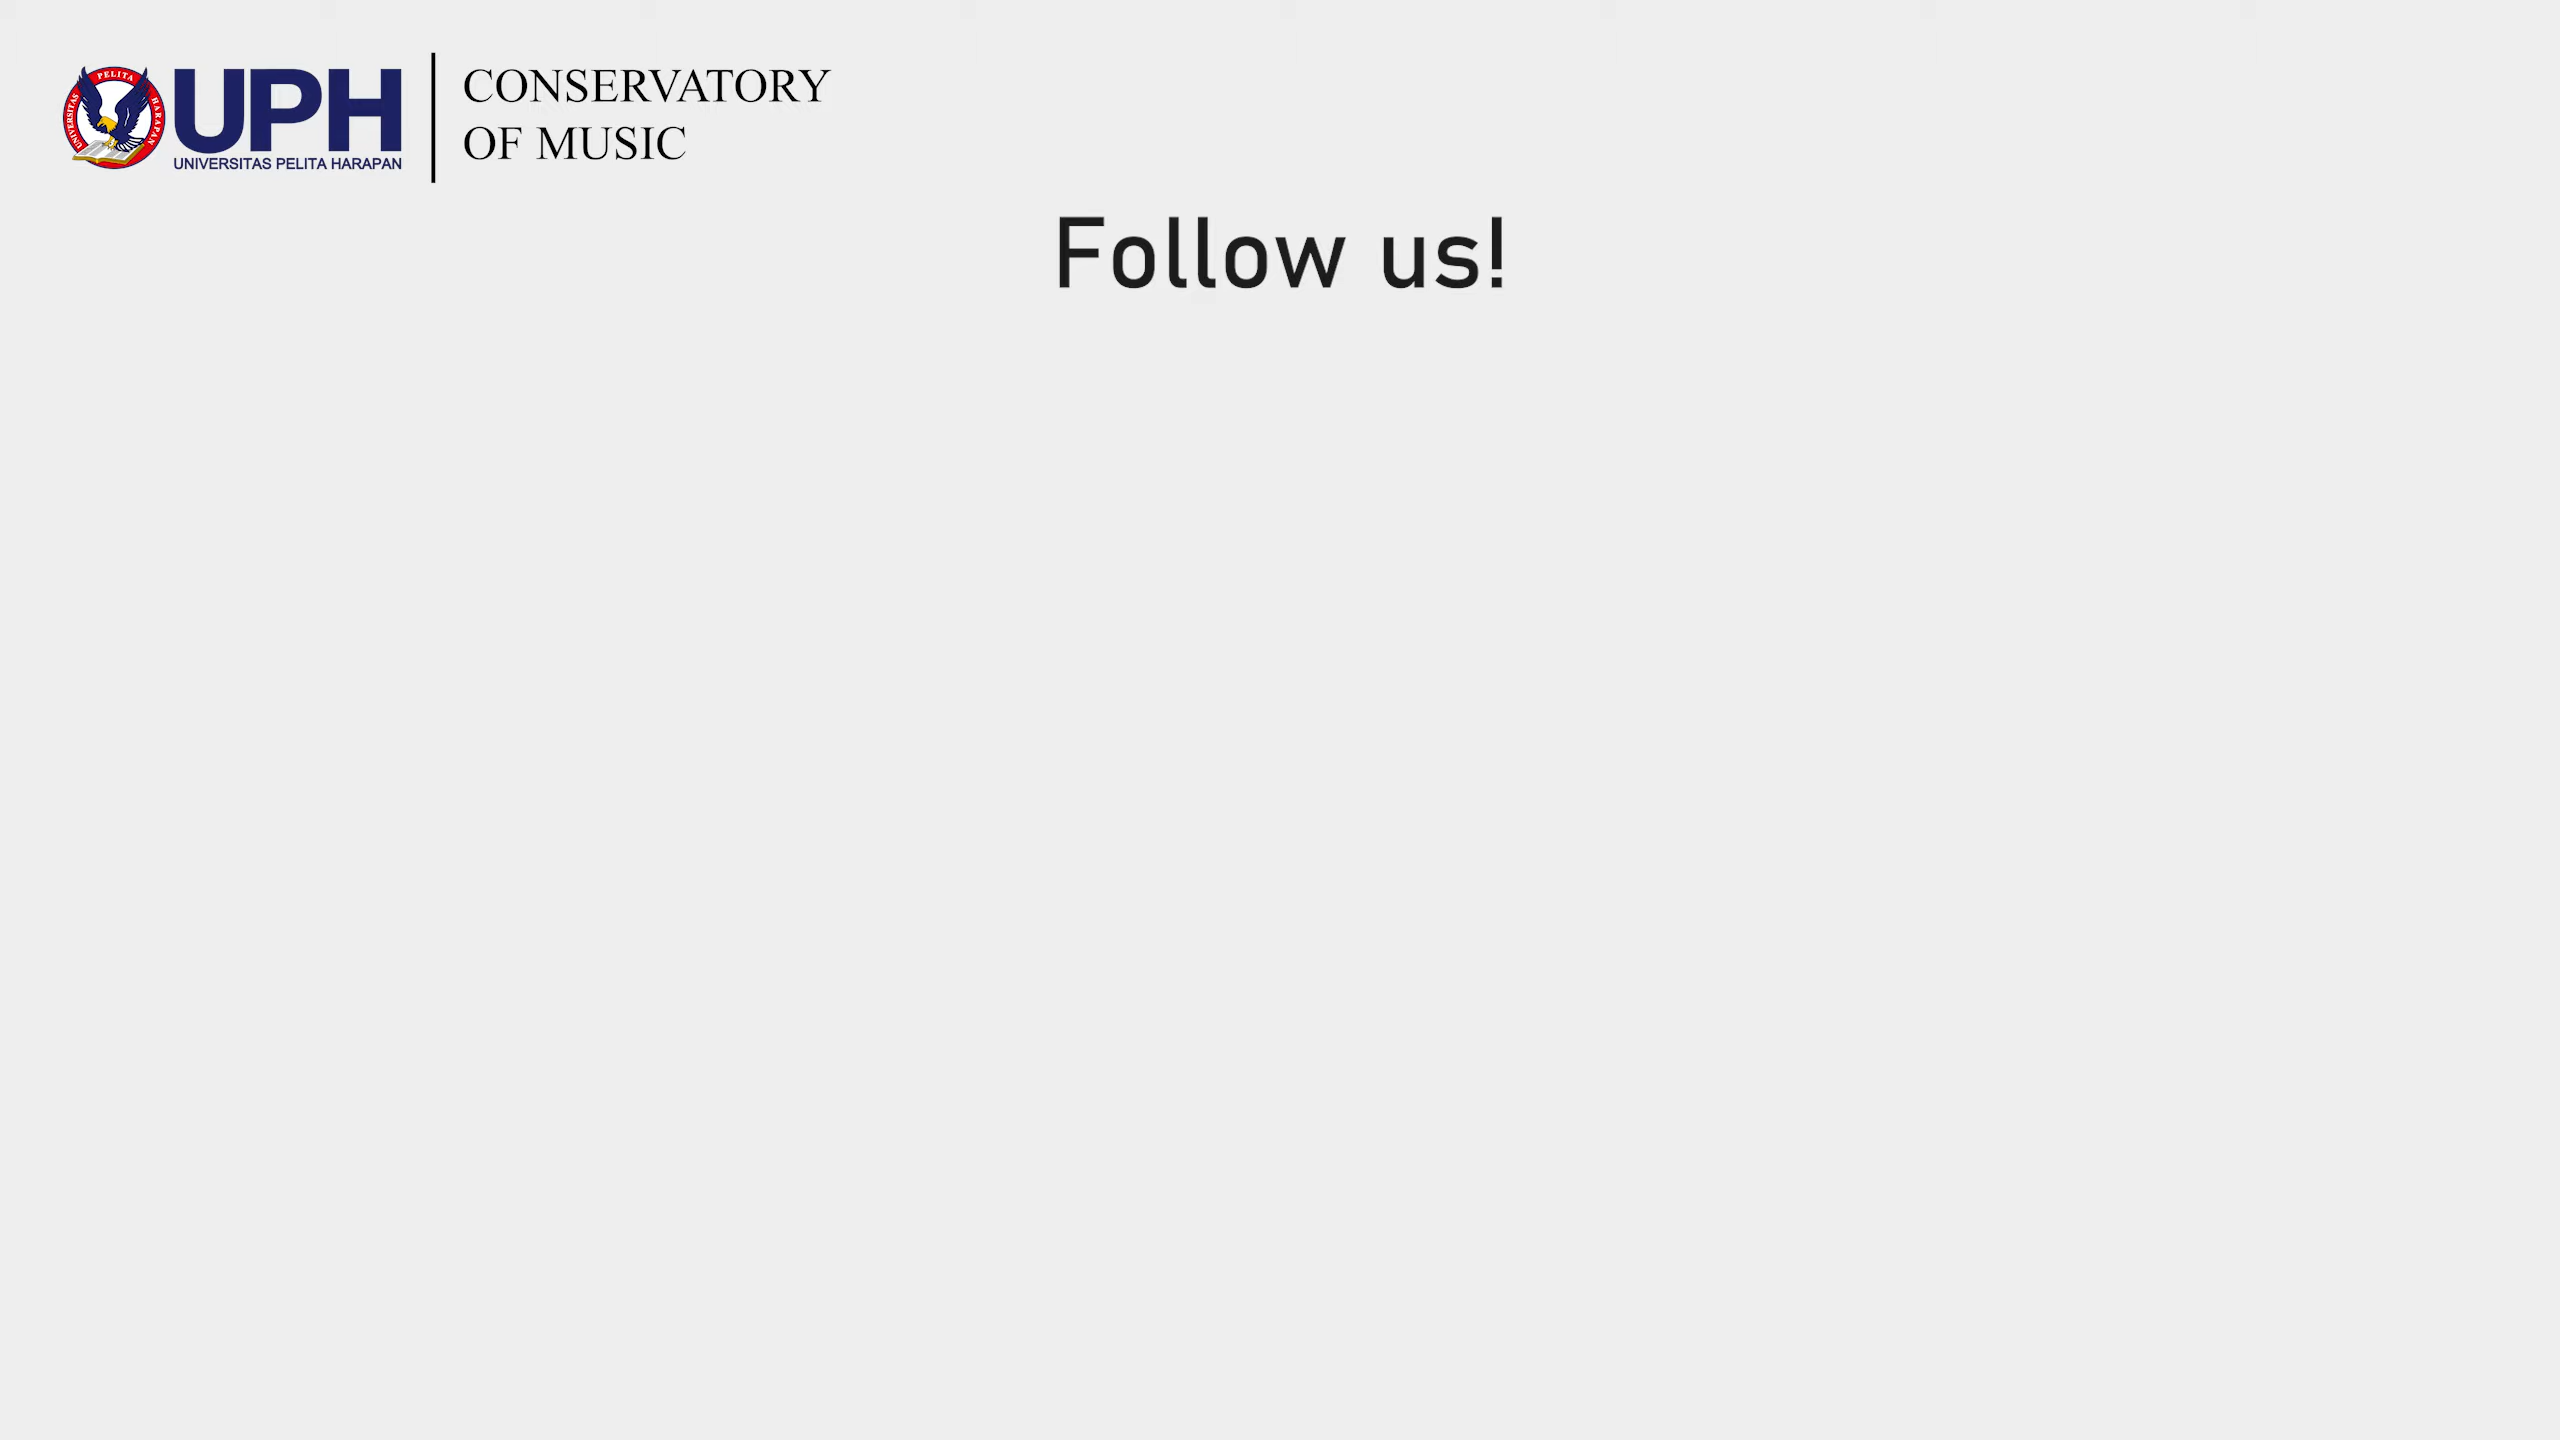 PELITA
UNIVERSITAS
HARAPAN
UPH
UNIVERSITAS PELITA HARAPAN
CONSERVATORY
OF MUSIC
Follow us!